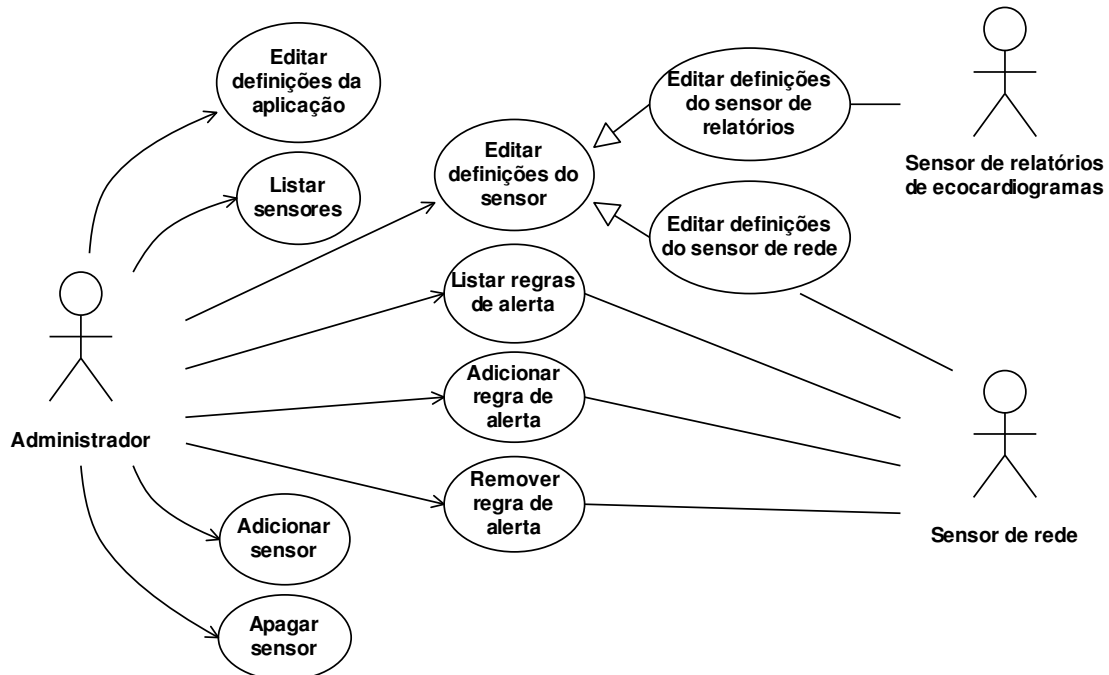 Editar
definições da
aplicação
Listar
sensores
Editar
definições do
sensor
Editar definições
do sensor de
relatórios
Sensor de relatórios
de ecocardiogramas
Editar definições
do sensor de rede
Listar regras
de alerta
Adicionar
regra de
alerta
Administrador
Remover
regra de
alerta
Sensor de rede
Adicionar
sensor
Apagar
sensor